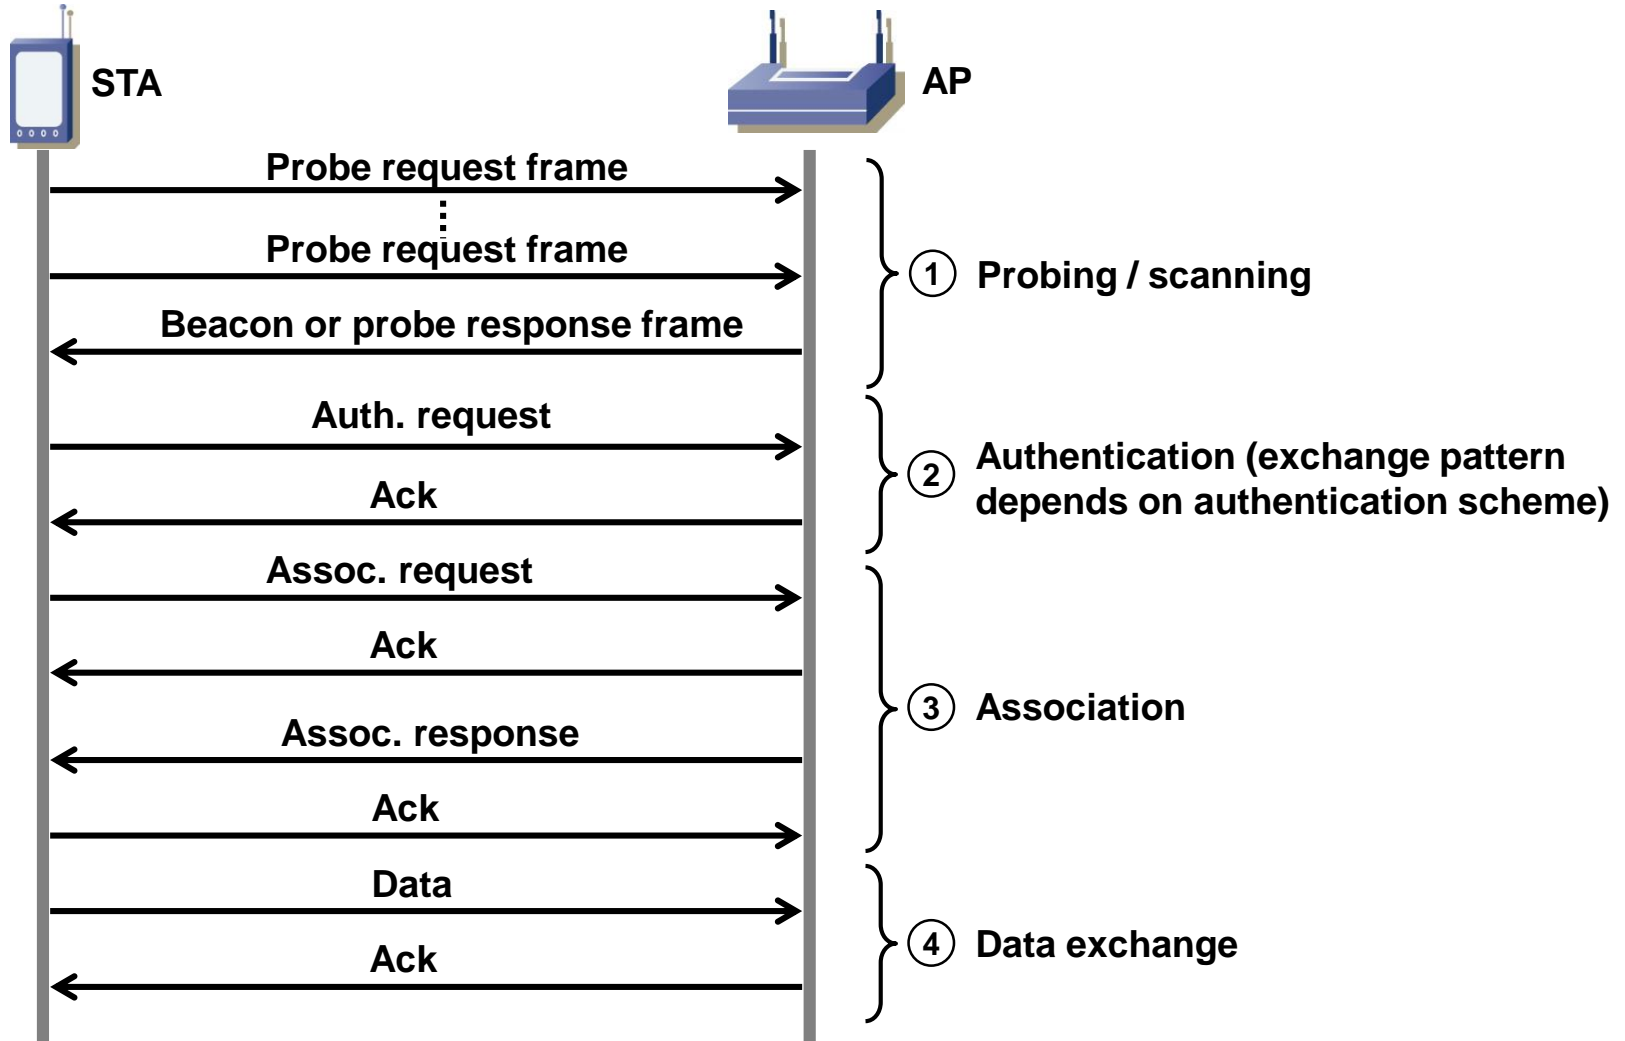 STA
AP
Probe request frame
Probe request frame
Beacon or probe response frame
1 Probing / scanning
Auth. request
Ack
2 Authentication (exchange pattern
depends on authentication scheme)
Assoc. request
Ack
Assoc. response
Ack
3 Association
Data
Ack
4 Data exchange